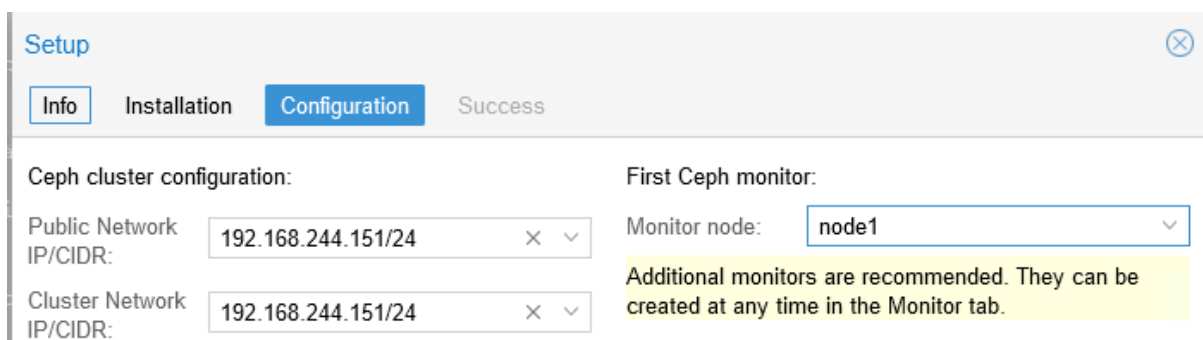 Setup
Info Installation Configuration Success
Ceph cluster configuration:
Public Network
IP/CIDR:
192.168.244.151/24
Cluster Network
IP/CIDR:
192.168.244.151/24
First Ceph monitor:
Monitor node:
node1
Additional monitors are recommended. They can be
created at any time in the Monitor tab.